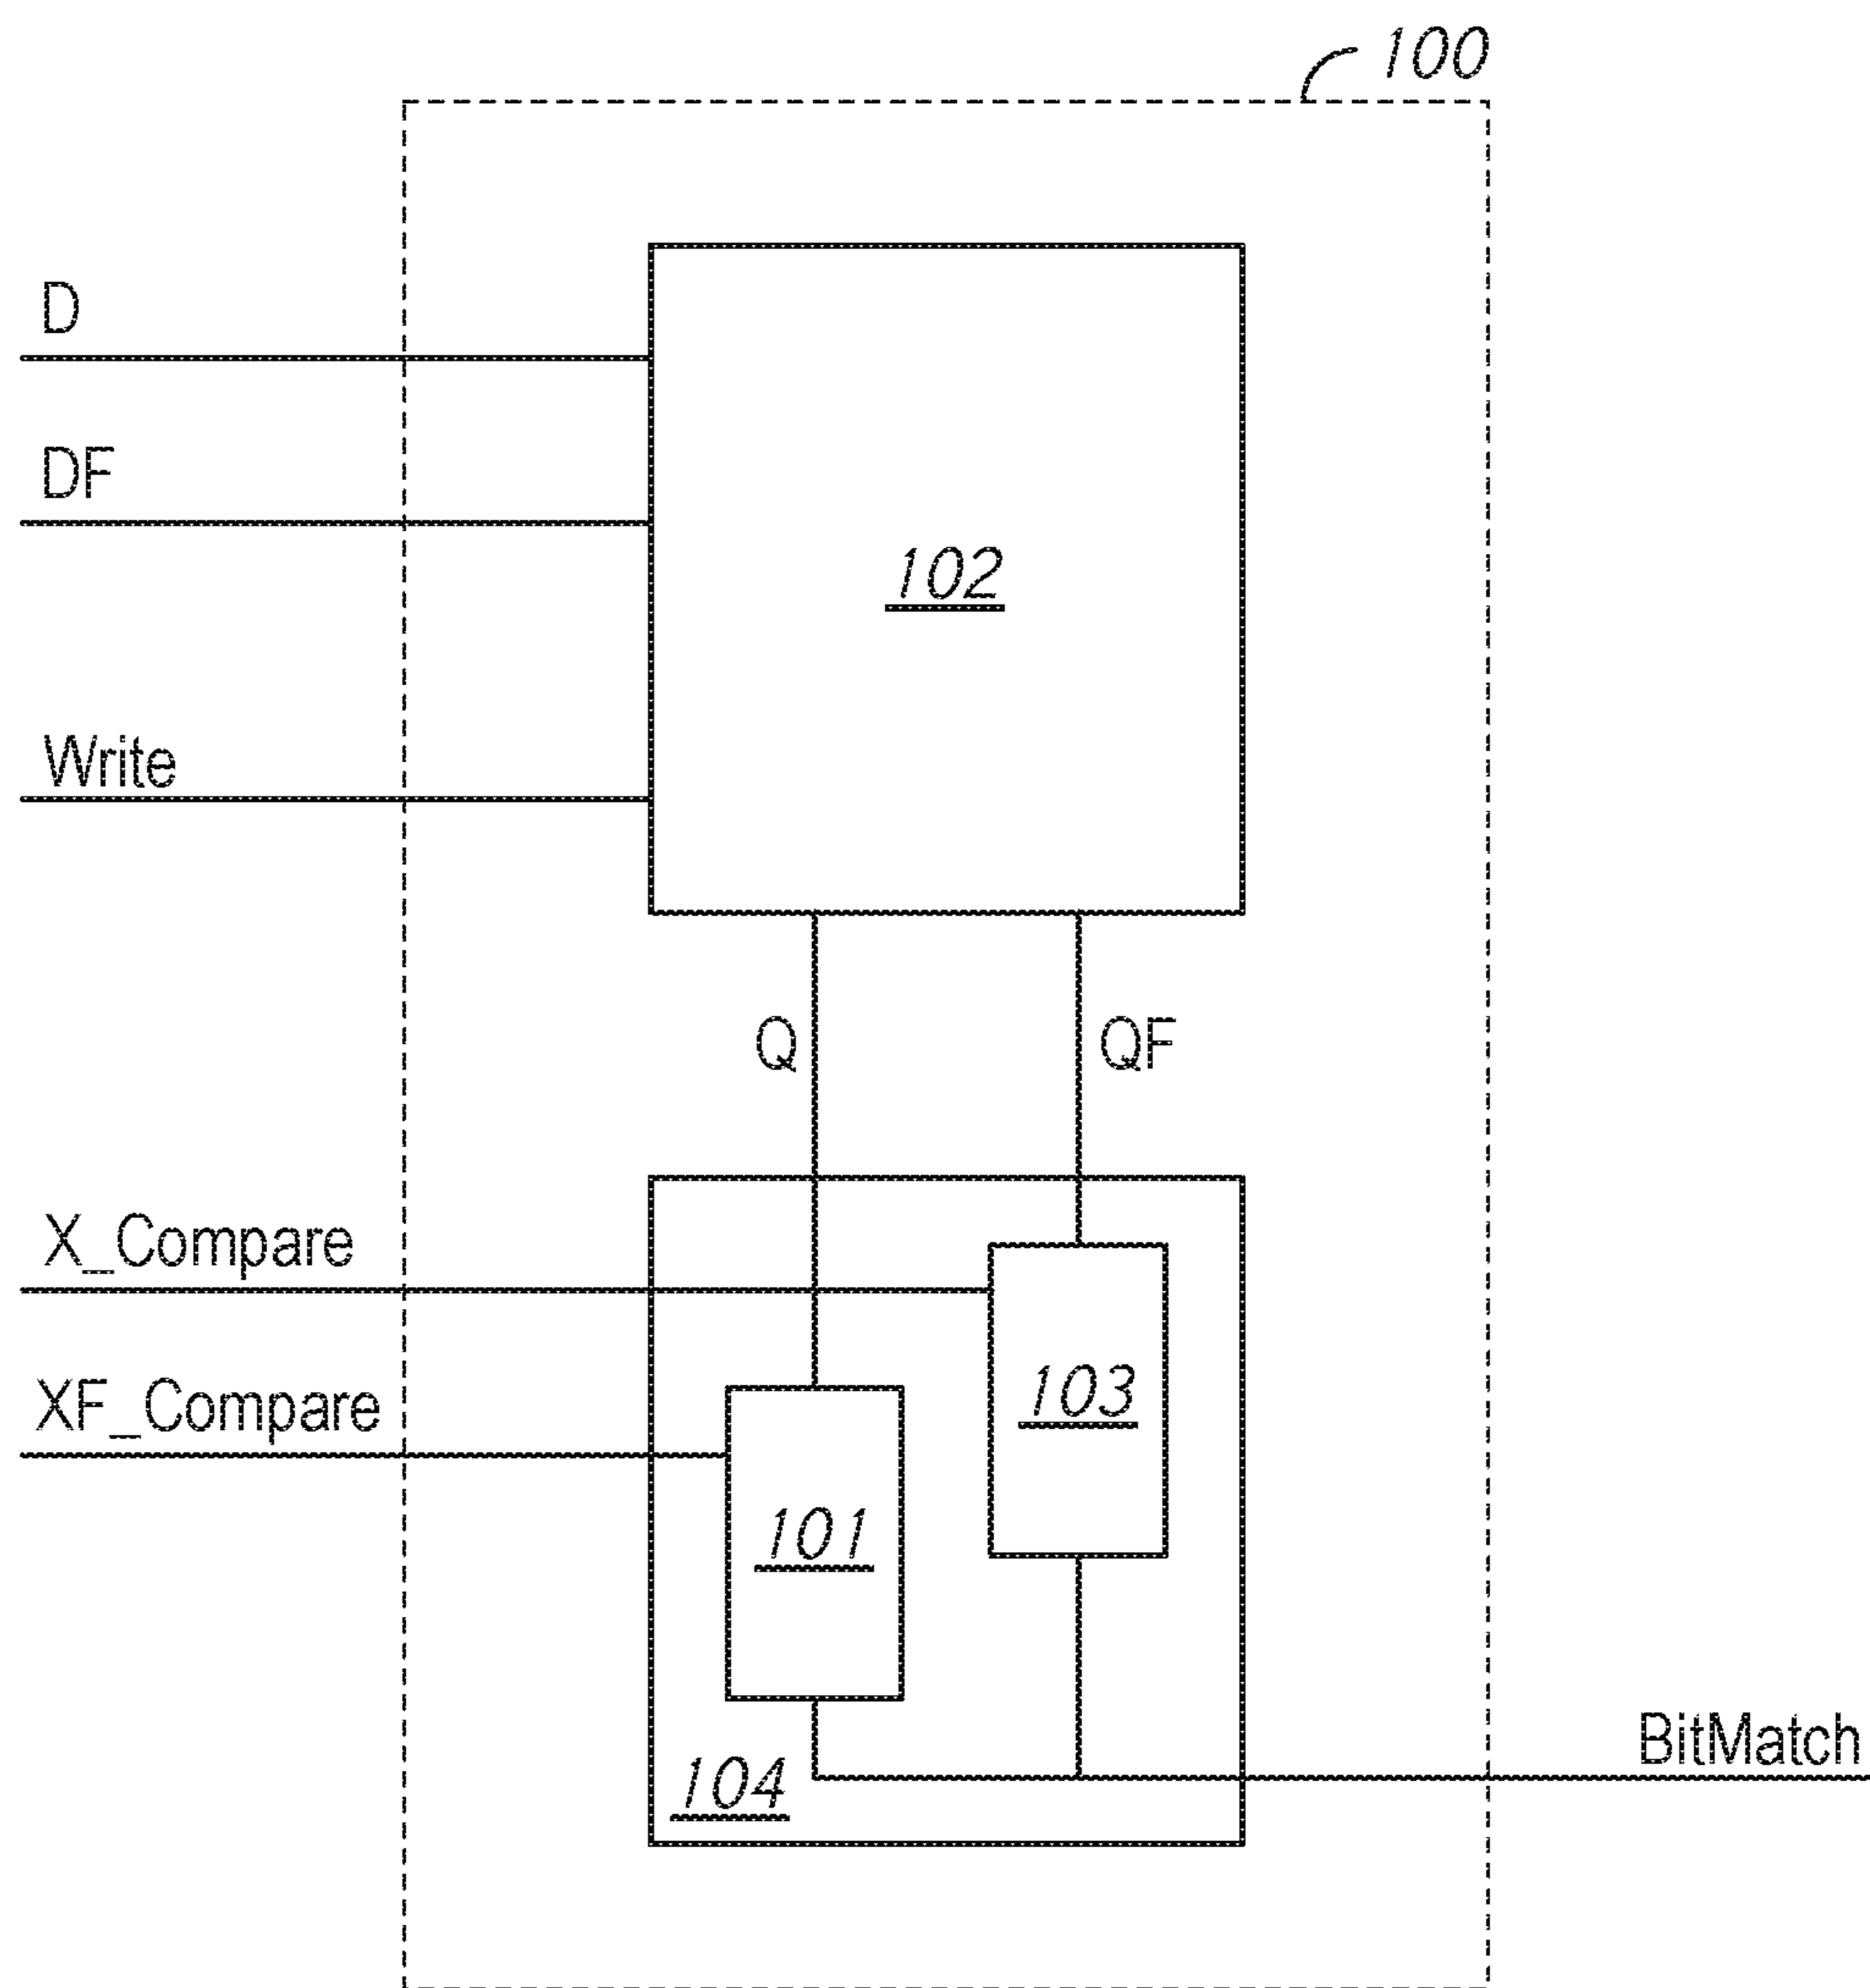 100
D
DF
102
Write
Q
QF
X_Compare
103
XF_Compare
101
BitMatch
104